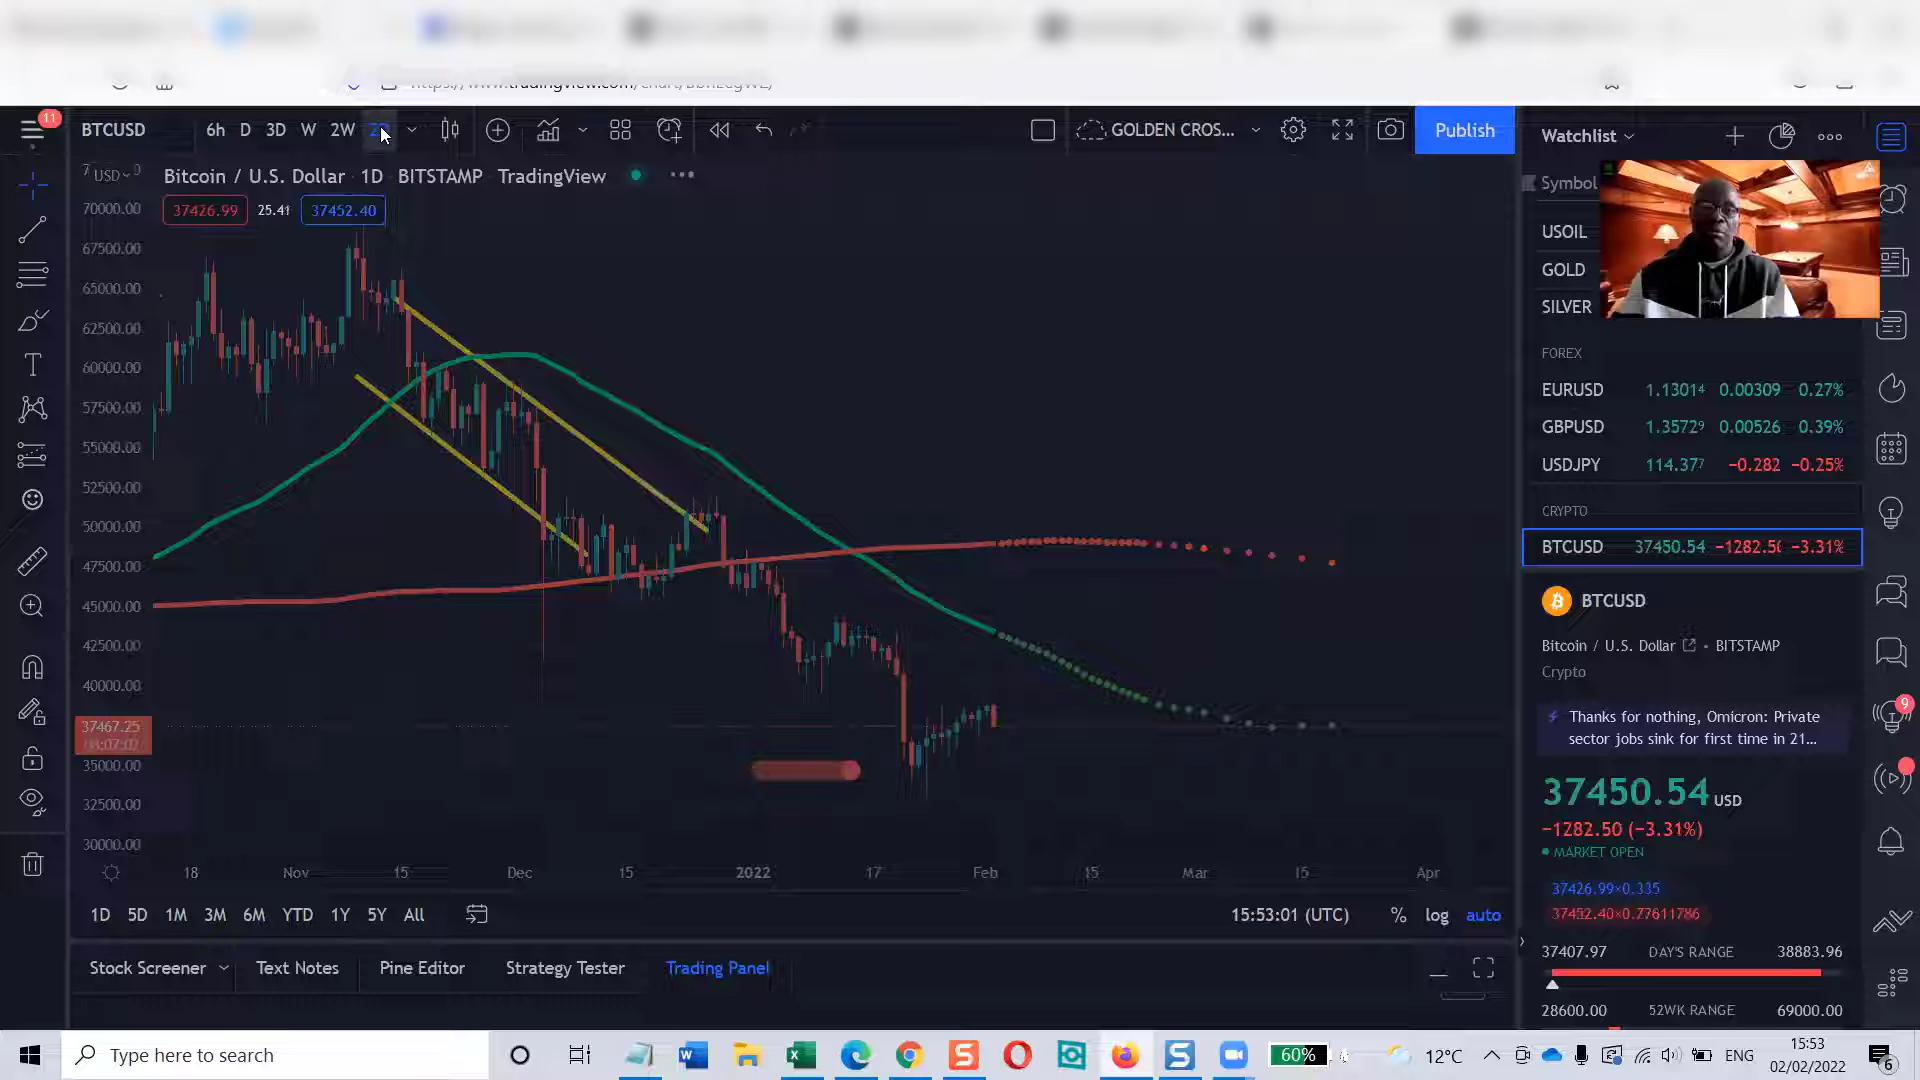 11
BTCUSD 6h D 3D W 2W
GOLDEN CROS...
Publish
Watchlist
USD
Bitcoin / U.S. Dollar 1D BITSTAMP TradingView
37426.99 25.41 37452.40
Symbol
USOIL
GOLD
SILVER
FOREX
EURUSD 1.13014 0.00309 0.27%
GBPUSD 1.35729 0.00526 0.39%
USDJPY 114.377 −0.282 −0.25%
CRYPTO
BTCUSD 37450.54 −1282.50 −3.31%
BTCUSD
Bitcoin / U.S. Dollar • BITSTAMP
Crypto
Thanks for nothing, Omicron: Private
sector jobs sink for first time in 21...
9
37450.54 USD
−1282.50 (−3.31%)
MARKET OPEN
37426.99×0.335
37452.40×0.77611786
37407.97 DAY'S RANGE 38883.96
28600.00 52WK RANGE 69000.00
70000.00
67500.00
65000.00
62500.00
60000.00
57500.00
55000.00
52500.00
50000.00
47500.00
45000.00
42500.00
40000.00
37467.25
35000.00
32500.00
30000.00
18 Nov 15 Dec 15 2022 17 Feb 15 Mar 15 Apr
1D 5D 1M 3M 6M YTD 1Y 5Y All
15:53:01 (UTC) % log auto
Stock Screener Text Notes Pine Editor Strategy Tester Trading Panel
Type here to search
60%
12°C
ENG
15:53
02/02/2022
6